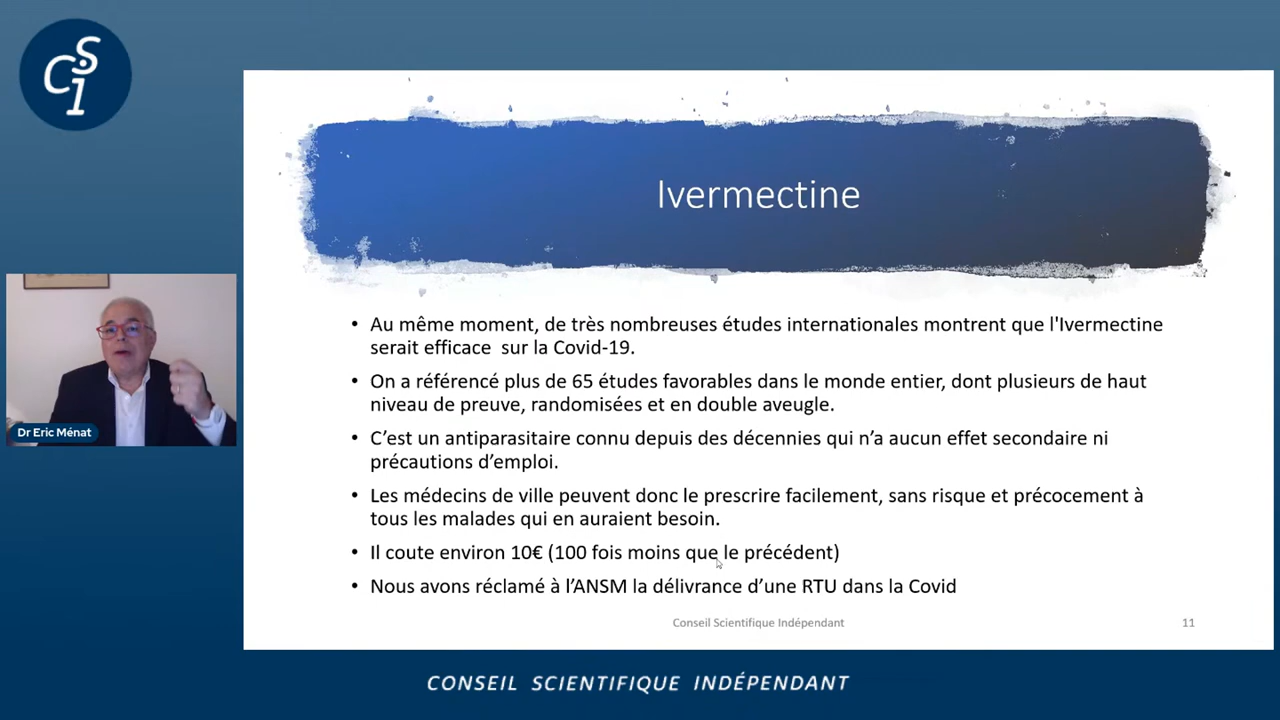 CSI
Ivermectine
• Au même moment, de très nombreuses études internationales montrent que l'Ivermectine
serait efficace sur la Covid-19.
• On a référencé plus de 65 études favorables dans le monde entier, dont plusieurs de haut
niveau de preuve, randomisées et en double aveugle.
• C’est un antiparasitaire connu depuis des décennies qui n’a aucun effet secondaire ni
précautions d’emploi.
• Les médecins de ville peuvent donc le prescrire facilement, sans risque et précocement à
tous les malades qui en auraient besoin.
• Il coute environ 10€ (100 fois moins que le précédent)
• Nous avons réclamé à l’ANSM la délivrance d’une RTU dans la Covid
Conseil Scientifique Indépendant
11
Dr Eric Ménat
CONSEIL SCIENTIFIQUE INDÉPENDANT